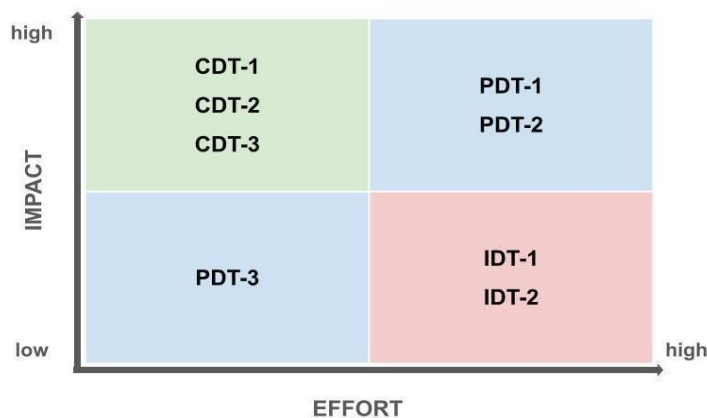 high
CDT-1
CDT-2
CDT-3
PDT-1
PDT-2
IMPACT
PDT-3
IDT-1
IDT-2
low
high
EFFORT